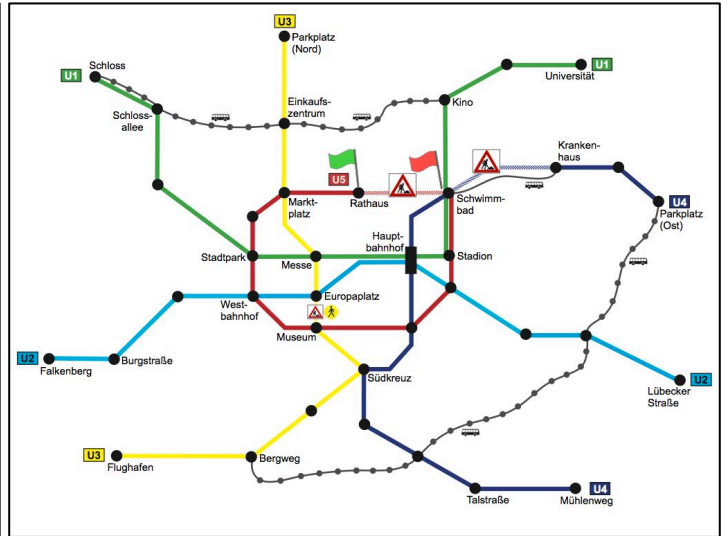 U3
Parkplatz
(Nord)
Schloss
U1
U1
Universität
Schloss-
allee
Einkaufs-
zentrum
Kino
Kranken-
haus
U5
Markt-
platz
Rathaus
Schwimm-
bad
U4
Parkplatz
(Ost)
Haupt-
bahnhof
Stadtpark
Messe
Stadion
West-
bahnhof
Europaplatz
Museum
U2
Falkenberg
Burgstraße
Südkreuz
U2
Lübecker
Straße
U3
Flughafen
Bergweg
Talstraße
Mühlenweg
U4